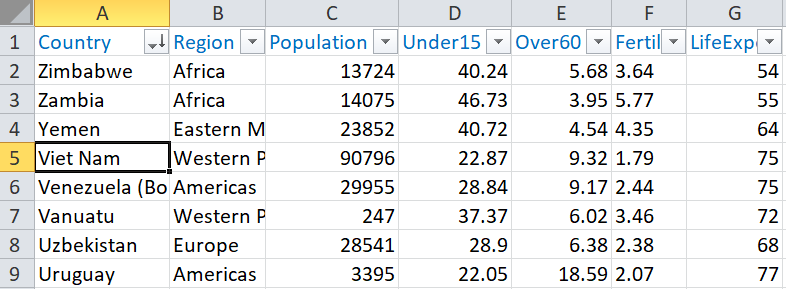 A B C D E F G
1 Country Region Population Under15 Over60 Fertil LifeExp
2 Zimbabwe Africa 13724 40.24 5.68 3.64 54
3 Zambia Africa 14075 46.73 3.95 5.77 55
4 Yemen Eastern M 23852 40.72 4.54 4.35 64
5 Viet Nam Western P 90796 22.87 9.32 1.79 75
6 Venezuela (Bo Americas 29955 28.84 9.17 2.44 75
7 Vanuatu Western P 247 37.37 6.02 3.46 72
8 Uzbekistan Europe 28541 28.9 6.38 2.38 68
9 Uruguay Americas 3395 22.05 18.59 2.07 77